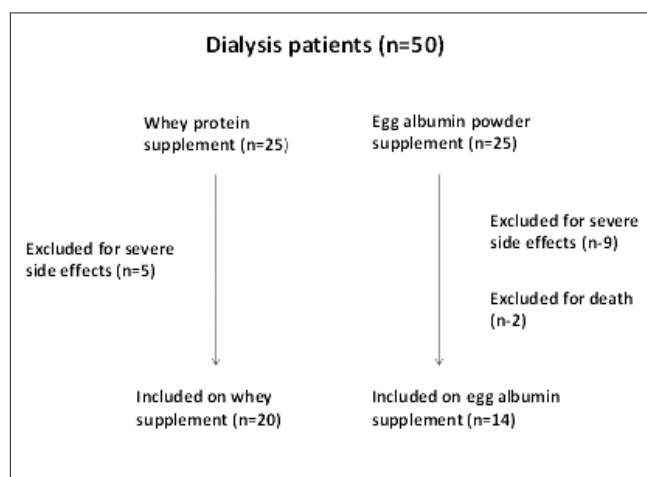 Dialysis patients (n=50)
Whey protein
supplement (n=25)
Egg albumin powder
supplement (n=25)
Excluded for severe
side effects (n=5)
Excluded for severe
side effects (n-9)
Excluded for death
(n-2)
Included on whey
supplement (n=20)
Included on egg albumin
supplement (n=14)